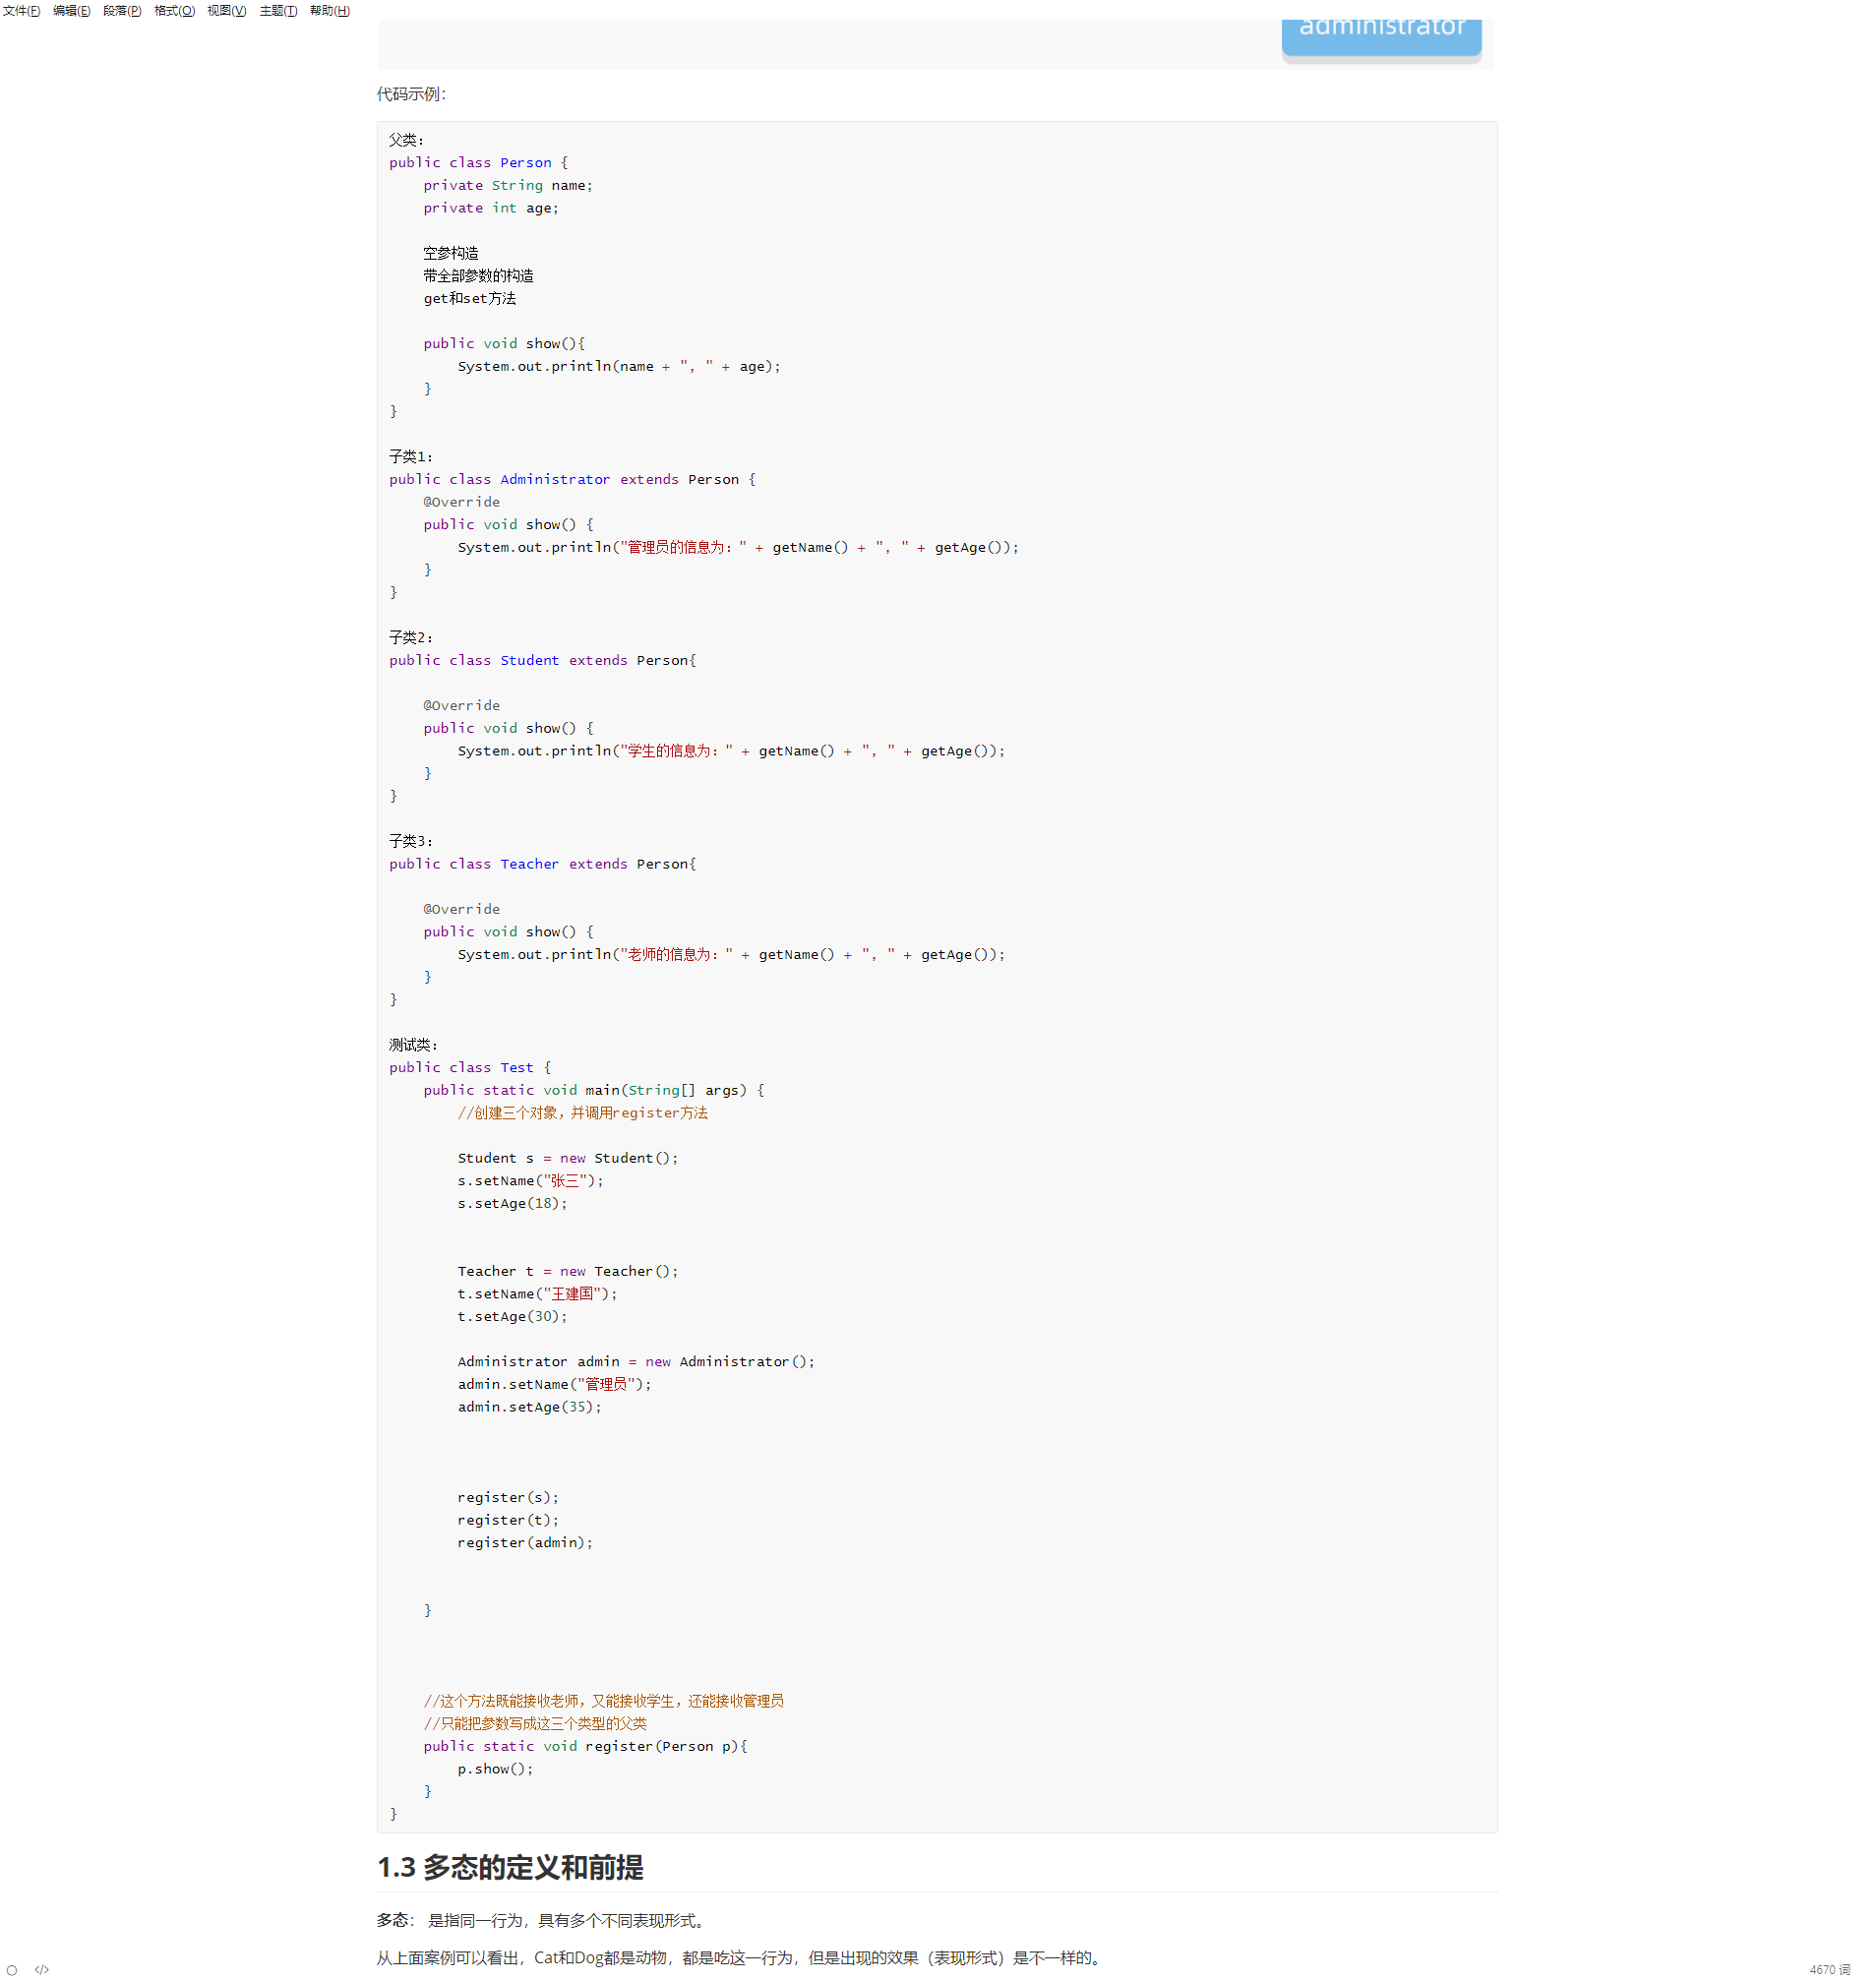 文件(F) 编辑(E) 段落(P) 格式(O) 视图(V) 主题(T) 帮助(H)
administrator
代码示例：
父类：
public class Person {
    private String name;
    private int age;

    空参构造
    带全部参数的构造
    get和set方法

    public void show(){
        System.out.println(name + ", " + age);
    }
}

子类1：
public class Administrator extends Person {
    @Override
    public void show() {
        System.out.println("管理员的信息为：" + getName() + ", " + getAge());
    }
}

子类2：
public class Student extends Person{

    @Override
    public void show() {
        System.out.println("学生的信息为：" + getName() + ", " + getAge());
    }
}

子类3：
public class Teacher extends Person{

    @Override
    public void show() {
        System.out.println("老师的信息为：" + getName() + ", " + getAge());
    }
}

测试类：
public class Test {
    public static void main(String[] args) {
        //创建三个对象，并调用register方法

        Student s = new Student();
        s.setName("张三");
        s.setAge(18);


        Teacher t = new Teacher();
        t.setName("王建国");
        t.setAge(30);

        Administrator admin = new Administrator();
        admin.setName("管理员");
        admin.setAge(35);



        register(s);
        register(t);
        register(admin);


    }



    //这个方法既能接收老师，又能接收学生，还能接收管理员
    //只能把参数写成这三个类型的父类
    public static void register(Person p){
        p.show();
    }
}
1.3 多态的定义和前提
多态： 是指同一行为，具有多个不同表现形式。
从上面案例可以看出，Cat和Dog都是动物，都是吃这一行为，但是出现的效果（表现形式）是不一样的。
</> 4670 词